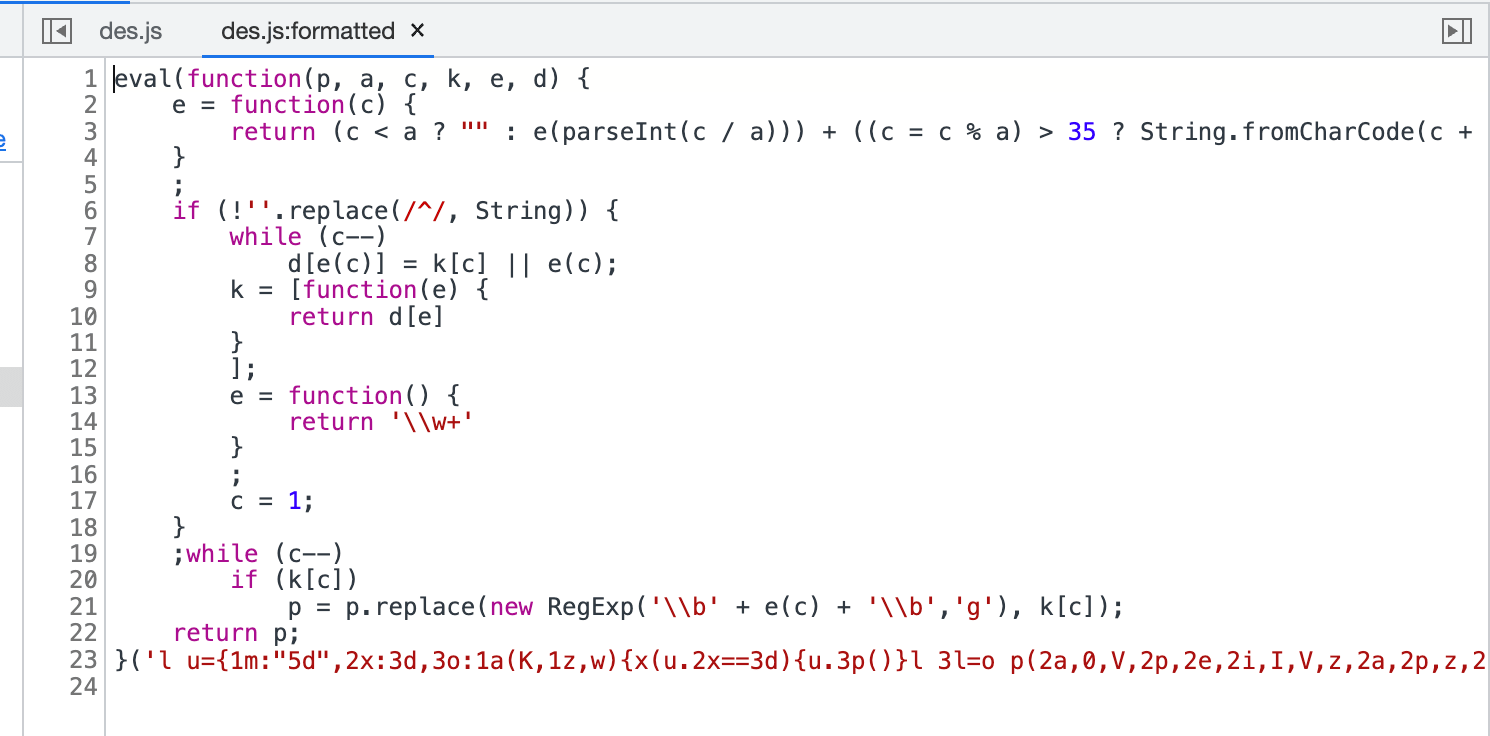 des.js des.js:formatted ×
1 eval(function(p, a, c, k, e, d) {
2     e = function(c) {
3         return (c < a ? "" : e(parseInt(c / a))) + ((c = c % a) > 35 ? String.fromCharCode(c +
4     }
5     ;
6     if (!''.replace(/^/, String)) {
7         while (c--)
8             d[e(c)] = k[c] || e(c);
9         k = [function(e) {
10             return d[e]
11         }
12         ];
13         e = function() {
14             return '\\w+'
15         }
16         ;
17         c = 1;
18     }
19     ;while (c--)
20         if (k[c])
21             p = p.replace(new RegExp('\\b' + e(c) + '\\b','g'), k[c]);
22     return p;
23 }('l u={1m:"5d",2x:3d,3o:1a(K,1z,w){x(u.2x==3d){u.3p()}l 3l=o p(2a,0,V,2p,2e,2i,I,V,z,2a,2p,z,2
24